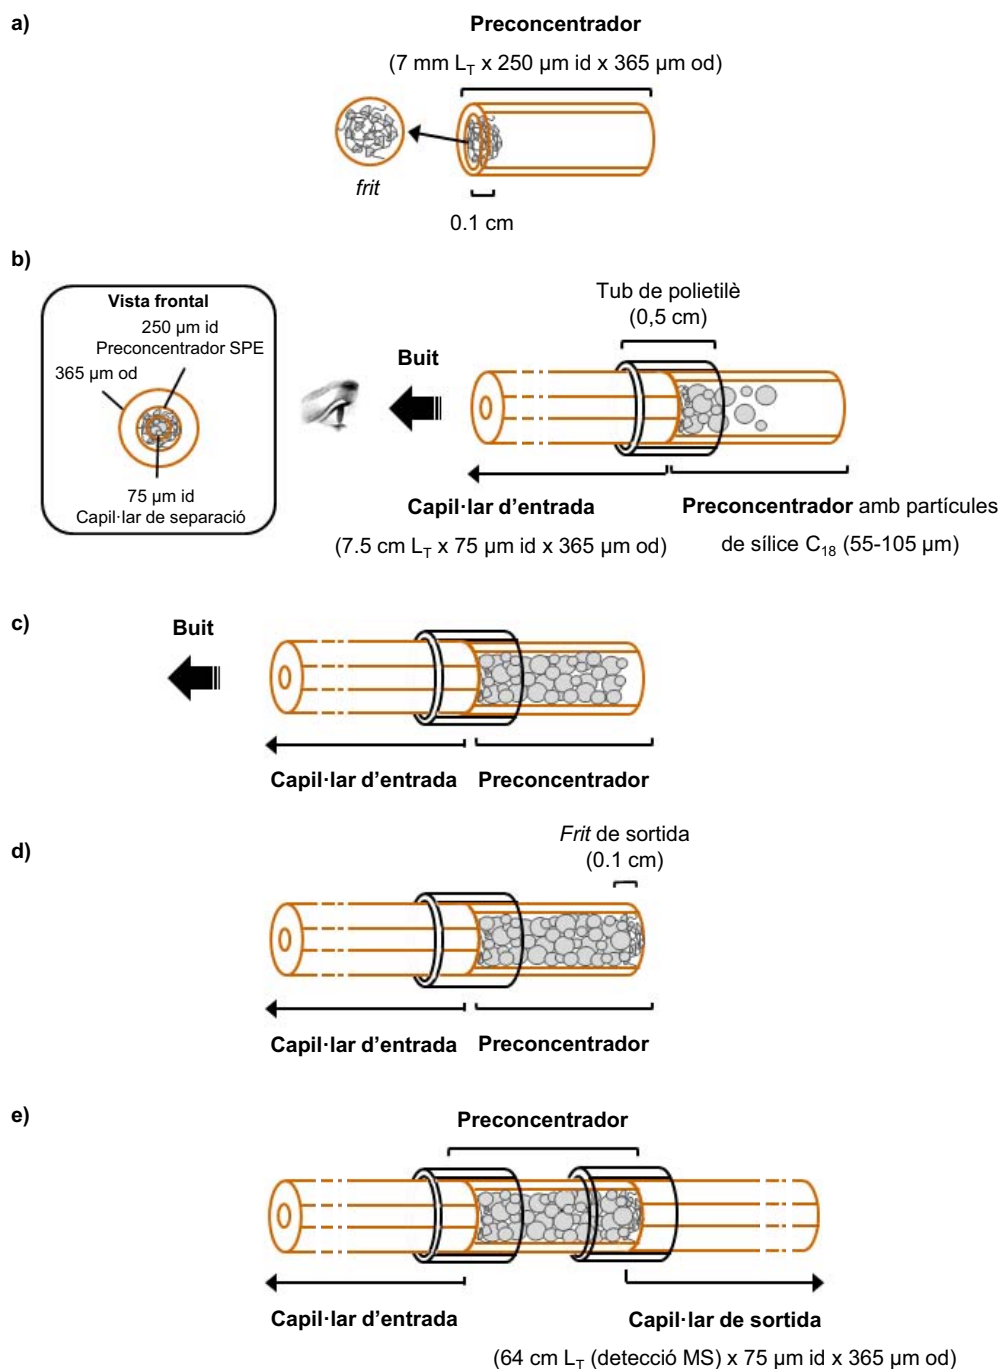 a)
Preconcentrador
(7 mm L_T x 250 µm id x 365 µm od)
frit
0.1 cm
b)
Vista frontal
250 µm id
Preconcentrador SPE
365 µm od
75 µm id
Capil·lar de separació
Buit
Tub de polietilè
(0,5 cm)
Capil·lar d'entrada
(7.5 cm L_T x 75 µm id x 365 µm od)
Preconcentrador amb partícules
de sílice C_18 (55-105 µm)
c)
Buit
Capil·lar d'entrada
Preconcentrador
d)
Frit de sortida
(0.1 cm)
Capil·lar d'entrada
Preconcentrador
e)
Preconcentrador
Capil·lar d'entrada
Capil·lar de sortida
(64 cm L_T (detecció MS) x 75 µm id x 365 µm od)